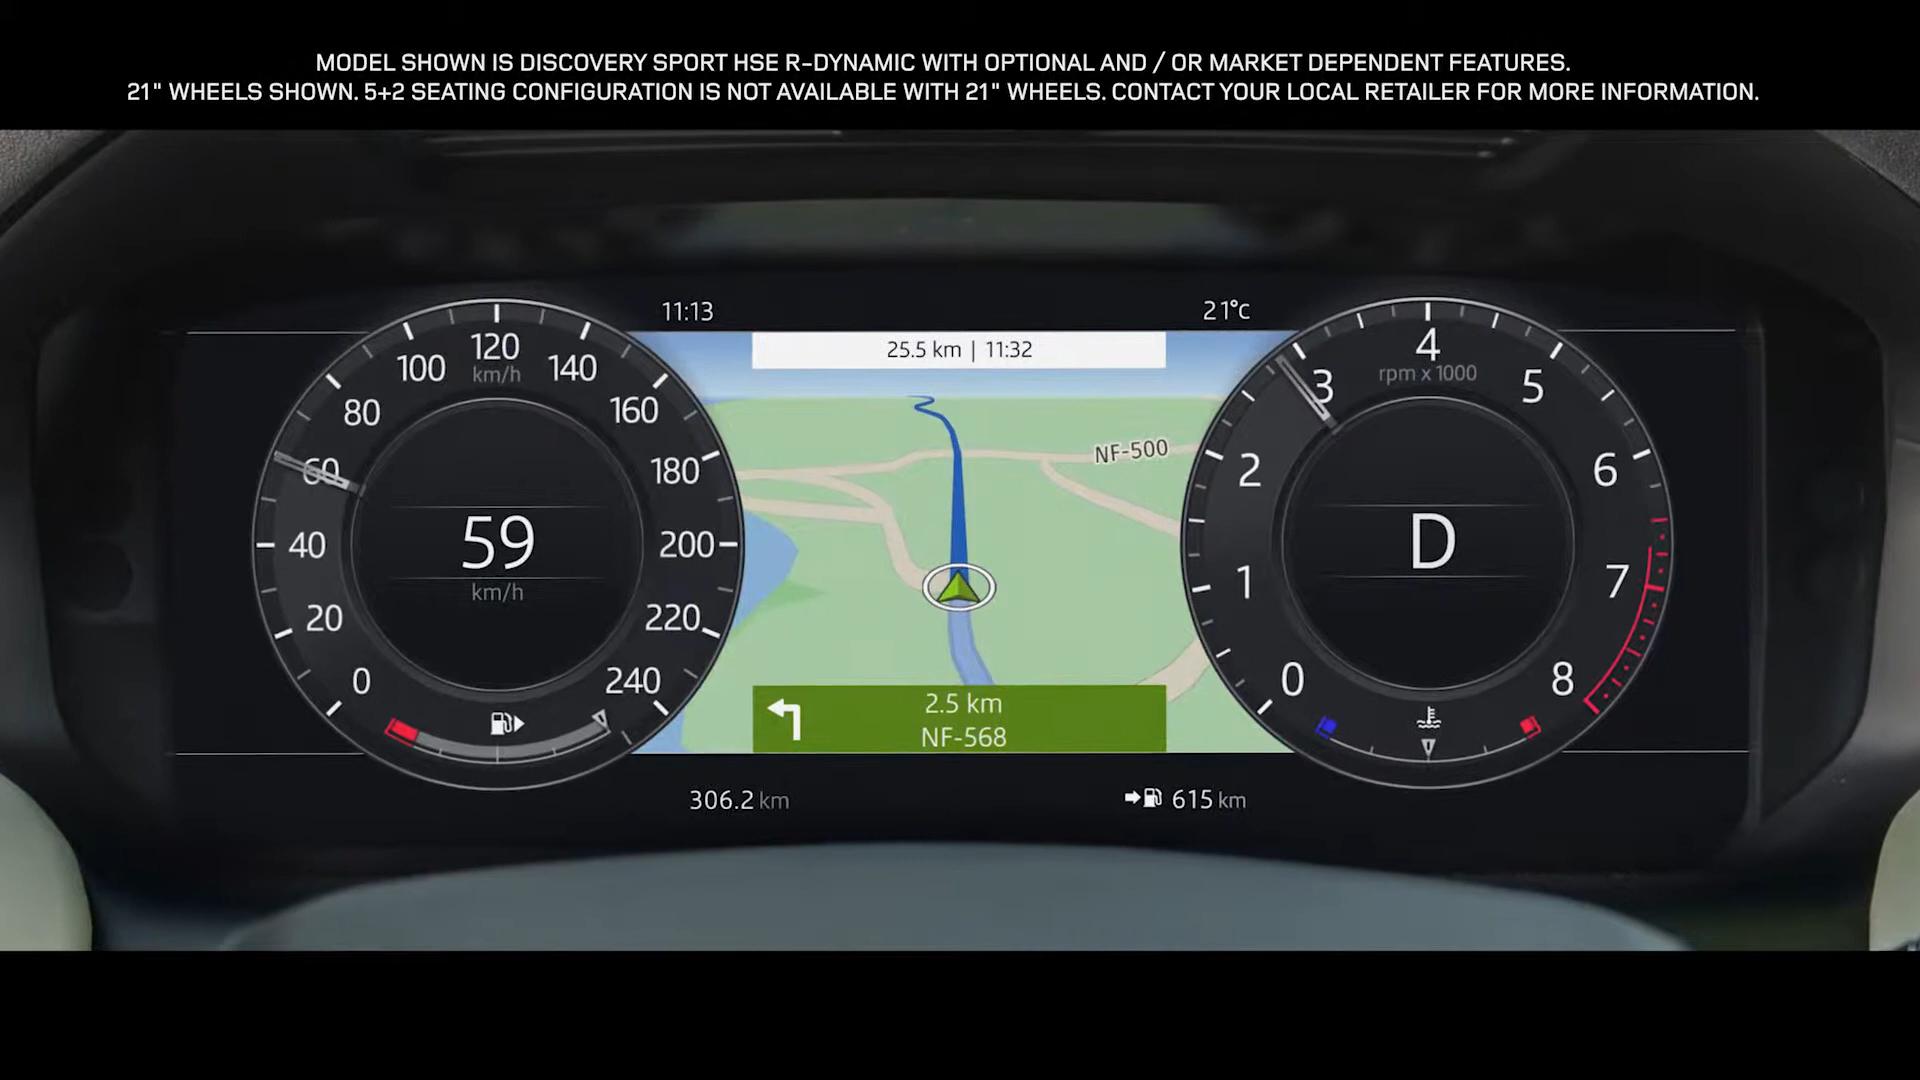 MODEL SHOWN IS DISCOVERY SPORT HSE R-DYNAMIC WITH OPTIONAL AND / OR MARKET DEPENDENT FEATURES.
21" WHEELS SHOWN. 5+2 SEATING CONFIGURATION IS NOT AVAILABLE WITH 21" WHEELS. CONTACT YOUR LOCAL RETAILER FOR MORE INFORMATION.
11:13
21°c
25.5 km | 11:32
0
20
40
60
80
100
120
km/h
140
160
180
200
220
240
59
km/h
NF-500
2.5 km
NF-568
0
1
2
3
4
rpm x 1000
5
6
7
8
D
306.2 km
615 km